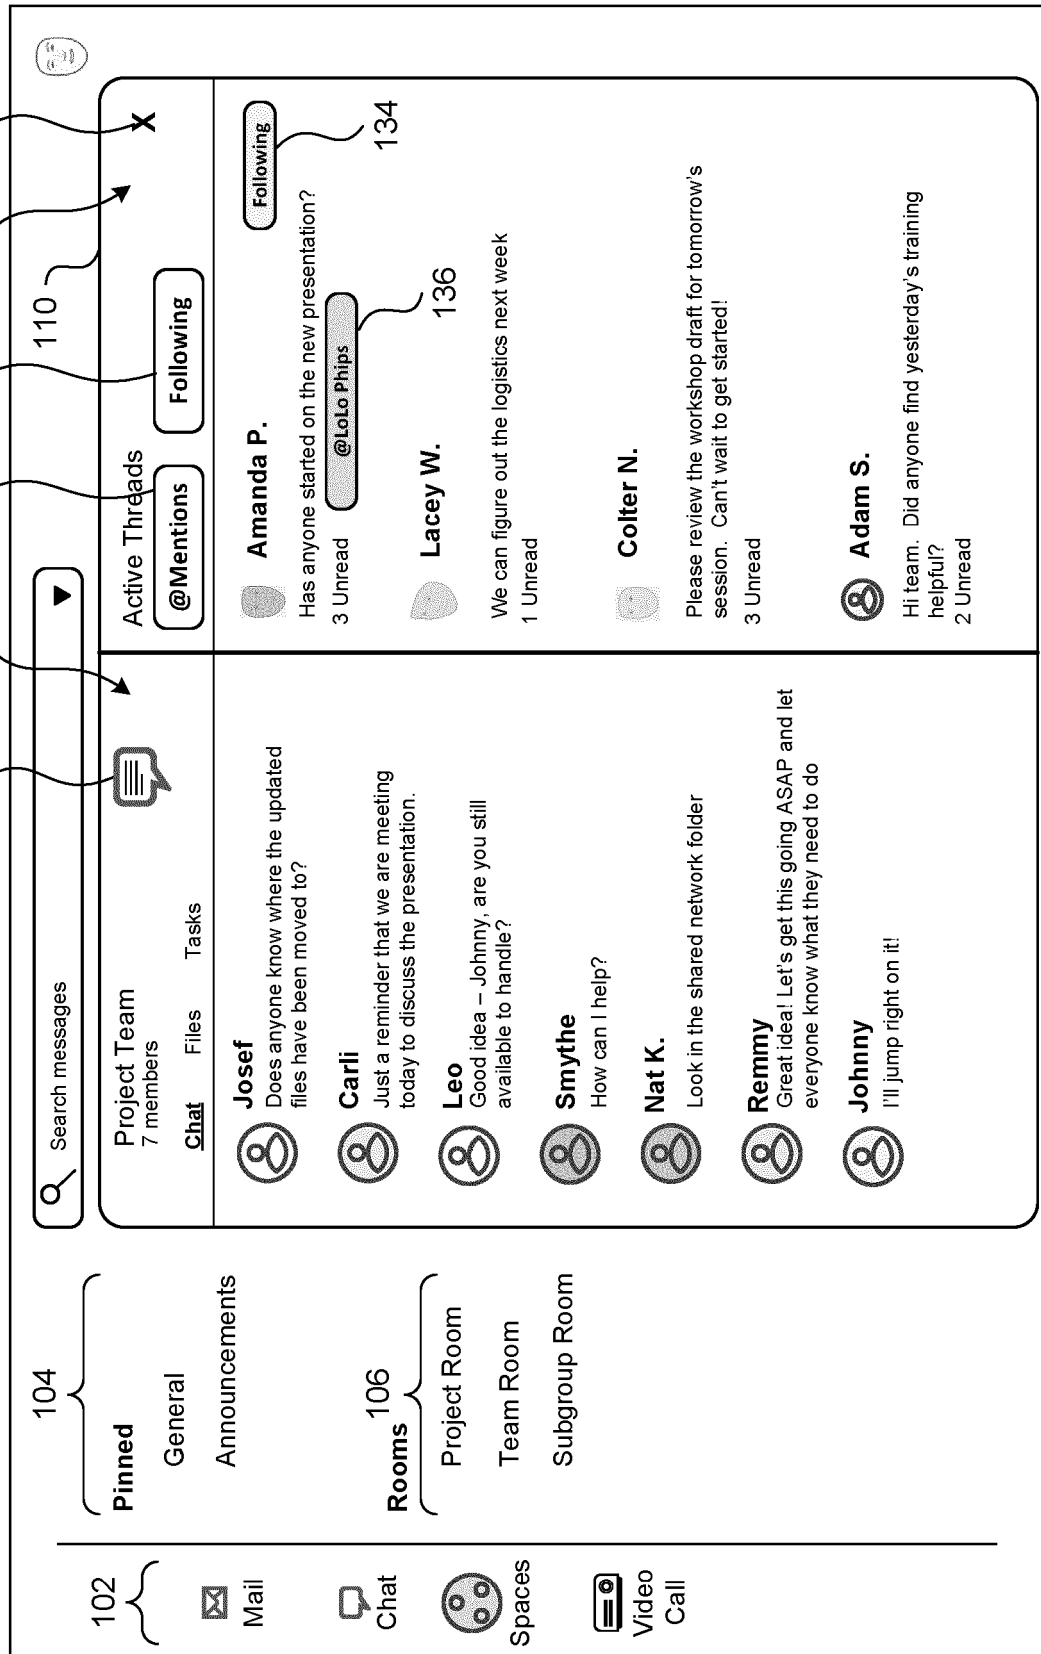 102
Mail
Chat
Spaces
Video
Call
104
Pinned
General
Announcements
106
Rooms
Project Room
Team Room
Subgroup Room
Search messages
110
Project Team
7 members
Chat Files Tasks
Josef
Does anyone know where the updated
files have been moved to?
Carli
Just a reminder that we are meeting
today to discuss the presentation.
Leo
Good idea – Johnny, are you still
available to handle?
Smythe
How can I help?
Nat K.
Look in the shared network folder
Remmy
Great idea! Let's get this going ASAP and let
everyone know what they need to do
Johnny
I'll jump right on it!
Active Threads
X
@Mentions
Following
Amanda P.
Following
134
Has anyone started on the new presentation?
3 Unread
@LoLo Phips
136
Lacey W.
We can figure out the logistics next week
1 Unread
Colter N.
Please review the workshop draft for tomorrow's
session. Can't wait to get started!
3 Unread
Adam S.
Hi team. Did anyone find yesterday's training
helpful?
2 Unread